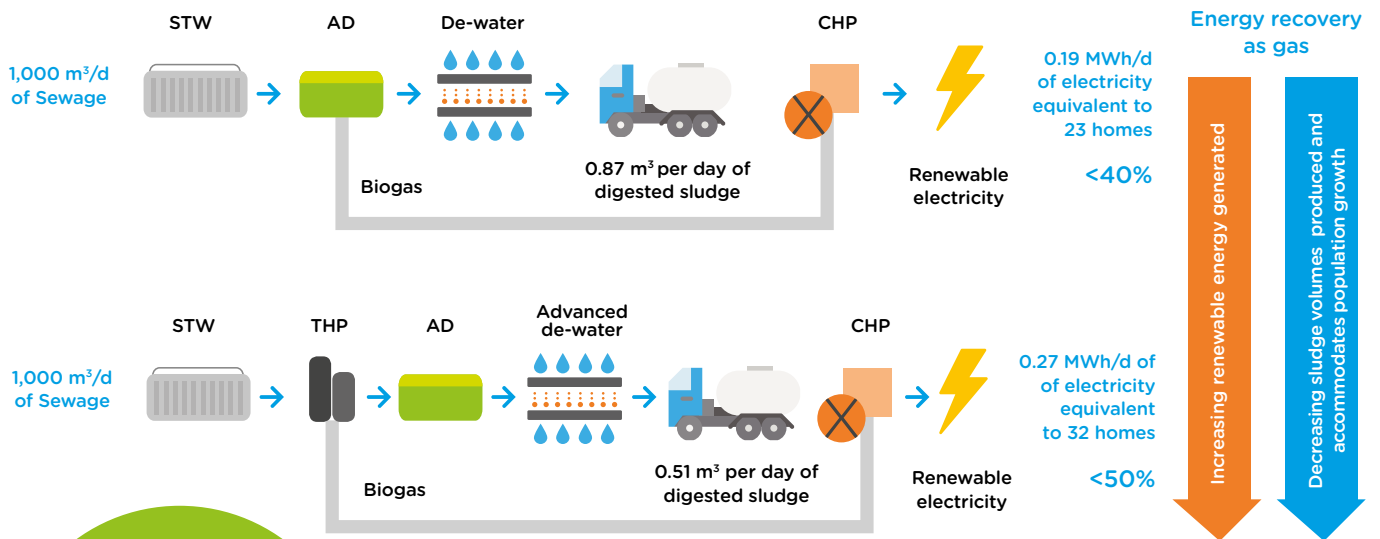 STW
AD
De-water
CHP
Energy recovery
as gas
1,000 m³/d
of Sewage
0.19 MWh/d
of electricity
equivalent to
23 homes
<40%
0.87 m³ per day of
digested sludge
Biogas
Renewable
electricity
STW
THP
AD
Advanced
de-water
CHP
1,000 m³/d
of Sewage
0.27 MWh/d of
of electricity
equivalent
to 32 homes
<50%
0.51 m³ per day of
digested sludge
Biogas
Renewable
electricity
Increasing renewable energy generated
Decreasing sludge volumes produced and
accommodates population growth